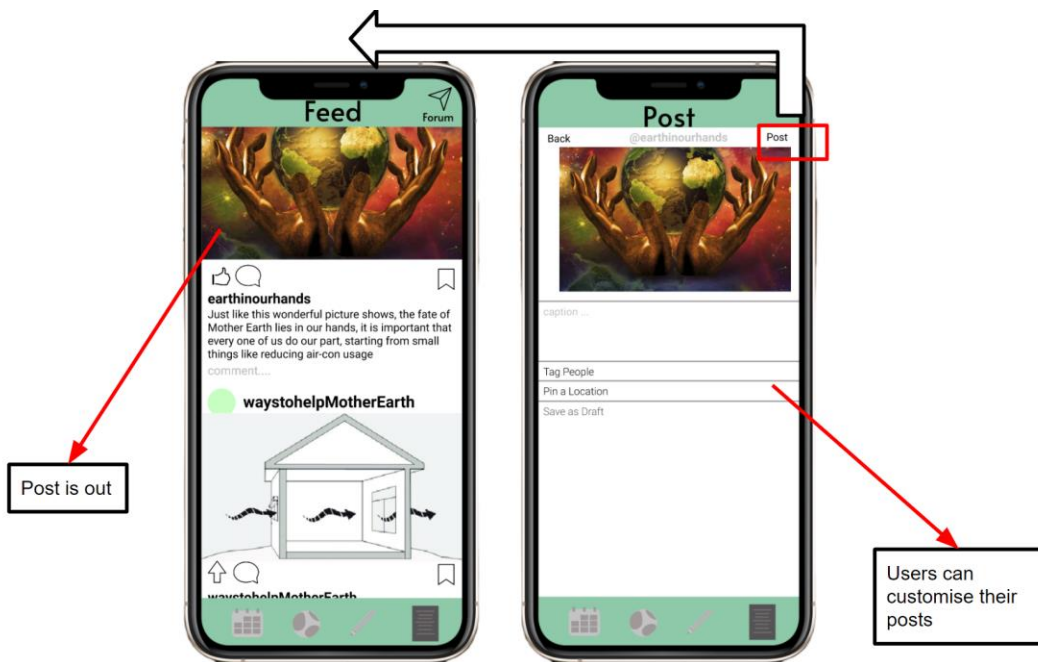 Feed
Forum
earthinourhands
Just like this wonderful picture shows, the fate of
Mother Earth lies in our hands, it is important that
every one of us do our part, starting from small
things like reducing air-con usage
comment....
waystohelpMotherEarth
waystohelpMotherEarth
Post is out
Post
Back
@earthinourhands
Post
caption ...
Tag People
Pin a Location
Save as Draft
Users can
customise their
posts